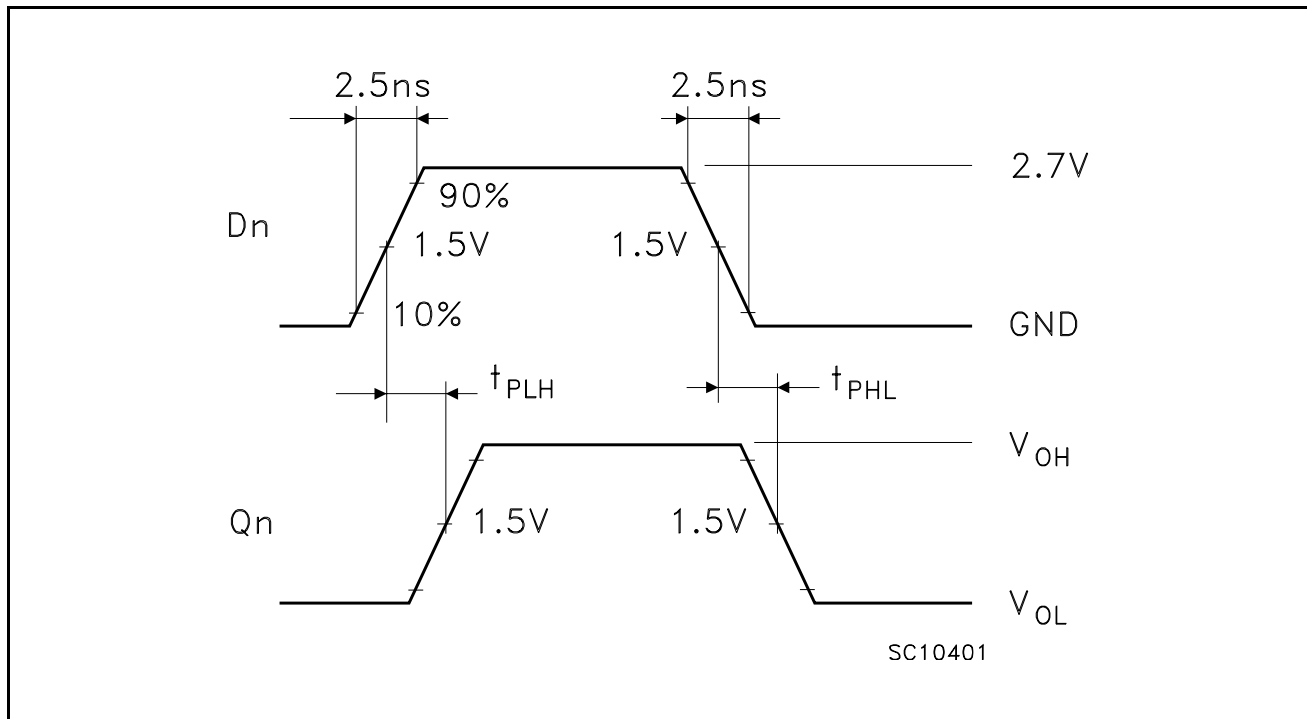 2.5ns 2.5ns
2.7V
90%
Dn
1.5V 1.5V
10%
GND
tPLH tPHL
VOH
Qn 1.5V 1.5V
VOL
SC10401